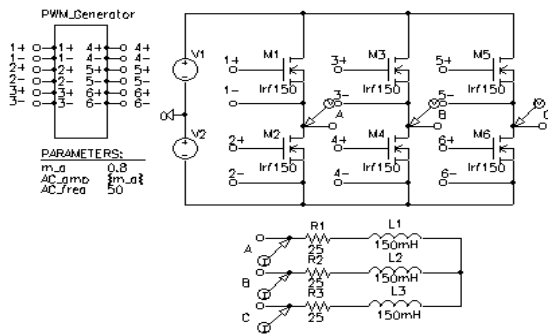 PWM_Generator
1+ 1+ 4+ 4+
1- 1- 4- 4-
2+ 2+ 5+ 5+
2- 2- 5- 5-
3+ 3+ 6+ 6+
3- 3- 6- 6-
V1
V2
0
M1
M3
M5
1+
3+
5+
Irf150
Irf150
Irf150
1-
3-
5-
A
B
C
M2
M4
M6
2+
4+
6+
Irf150
Irf150
Irf150
2-
4-
6-
PARAMETERS:
m_a 0.8
AC_amp {m_a}
AC_freq 50
R1
L1
A
25
150mH
R2
L2
B
25
150mH
R3
L3
C
25
150mH